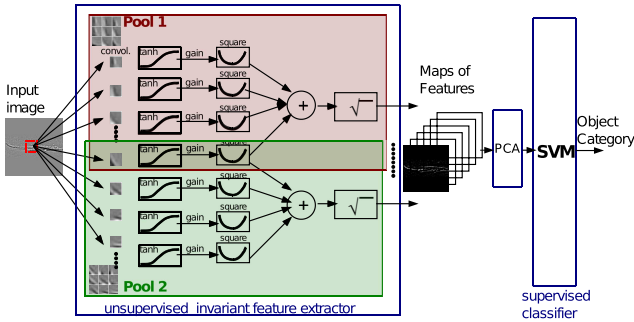 Pool 1
convol.
tanh
gain
square
tanh
gain
square
tanh
gain
square
+
√
tanh
gain
square
tanh
gain
square
tanh
gain
square
tanh
gain
square
+
√
Pool 2
unsupervised invariant feature extractor
Input
image
Maps of
Features
PCA
SVM
Object
Category
supervised
classifier